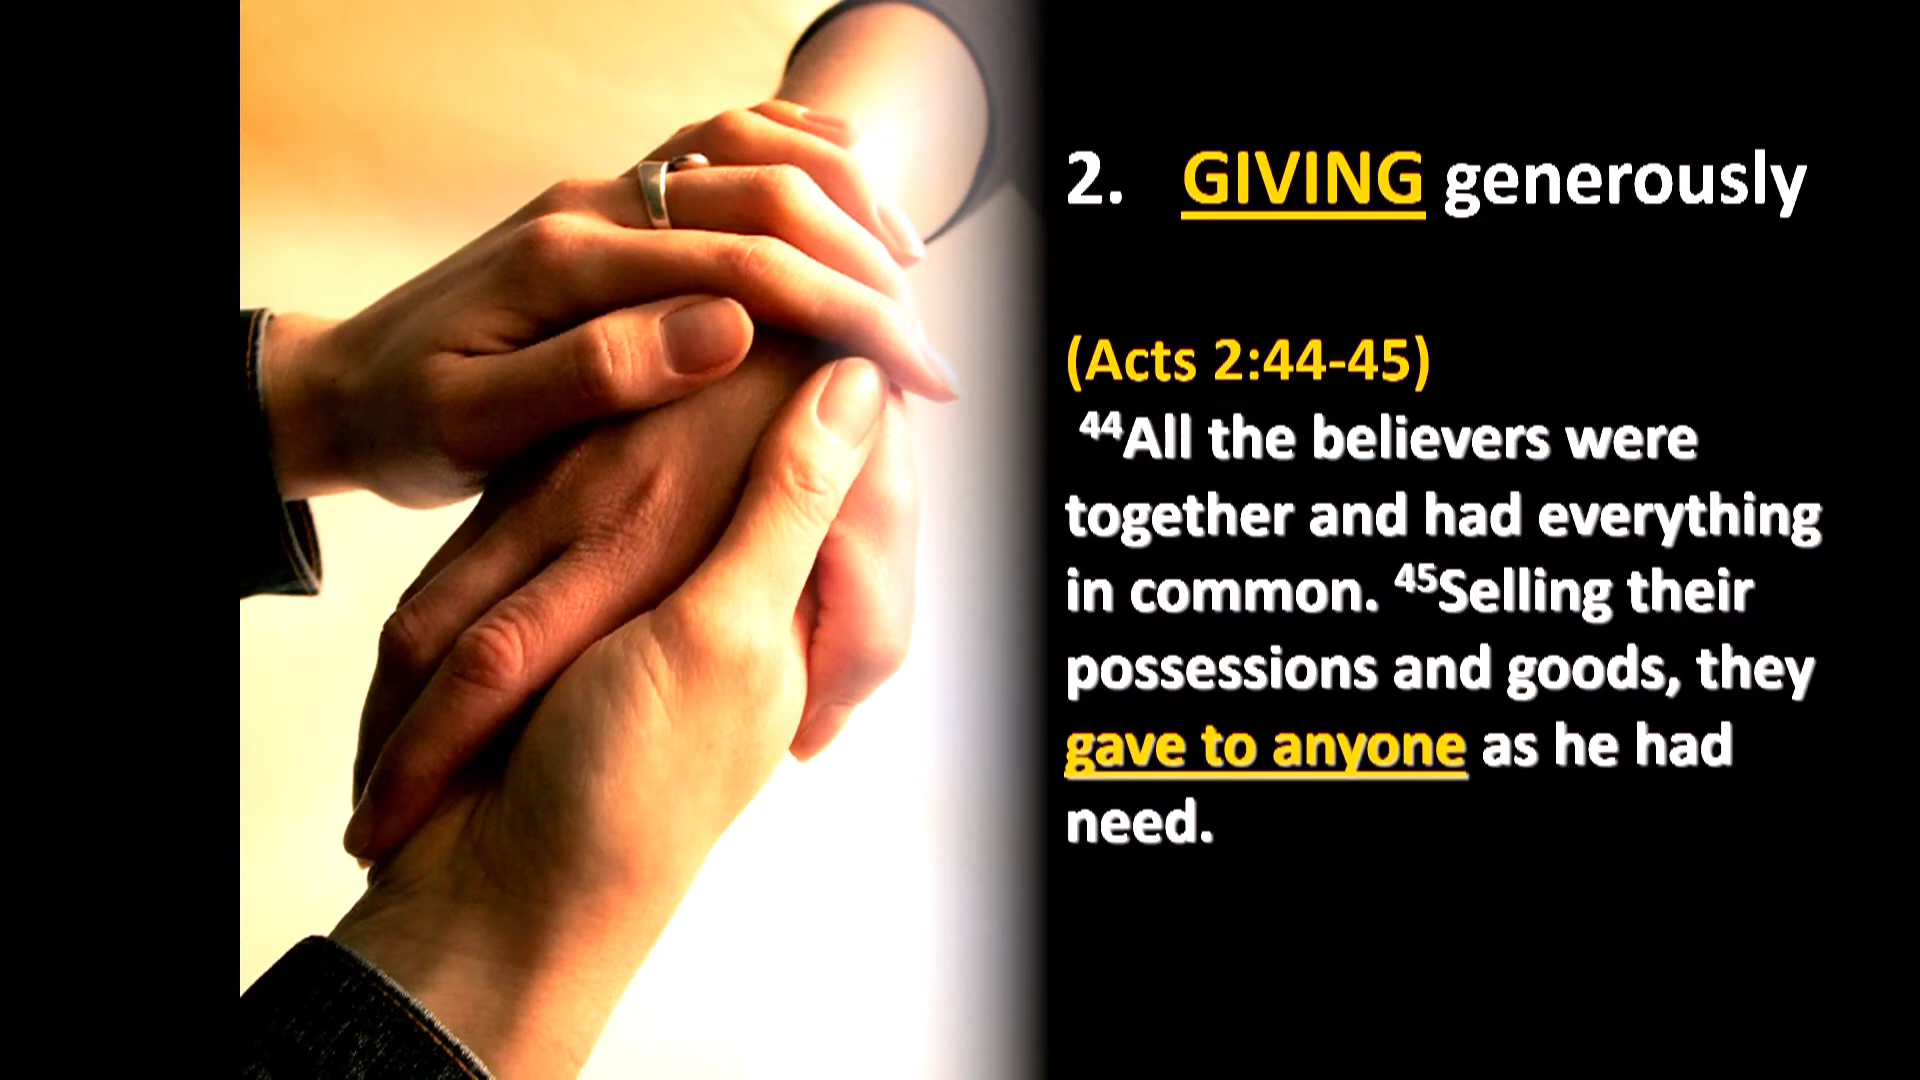 2. GIVING generously
(Acts 2:44-45)
⁴⁴All the believers were
together and had everything
in common. ⁴⁵Selling their
possessions and goods, they
gave to anyone as he had
need.